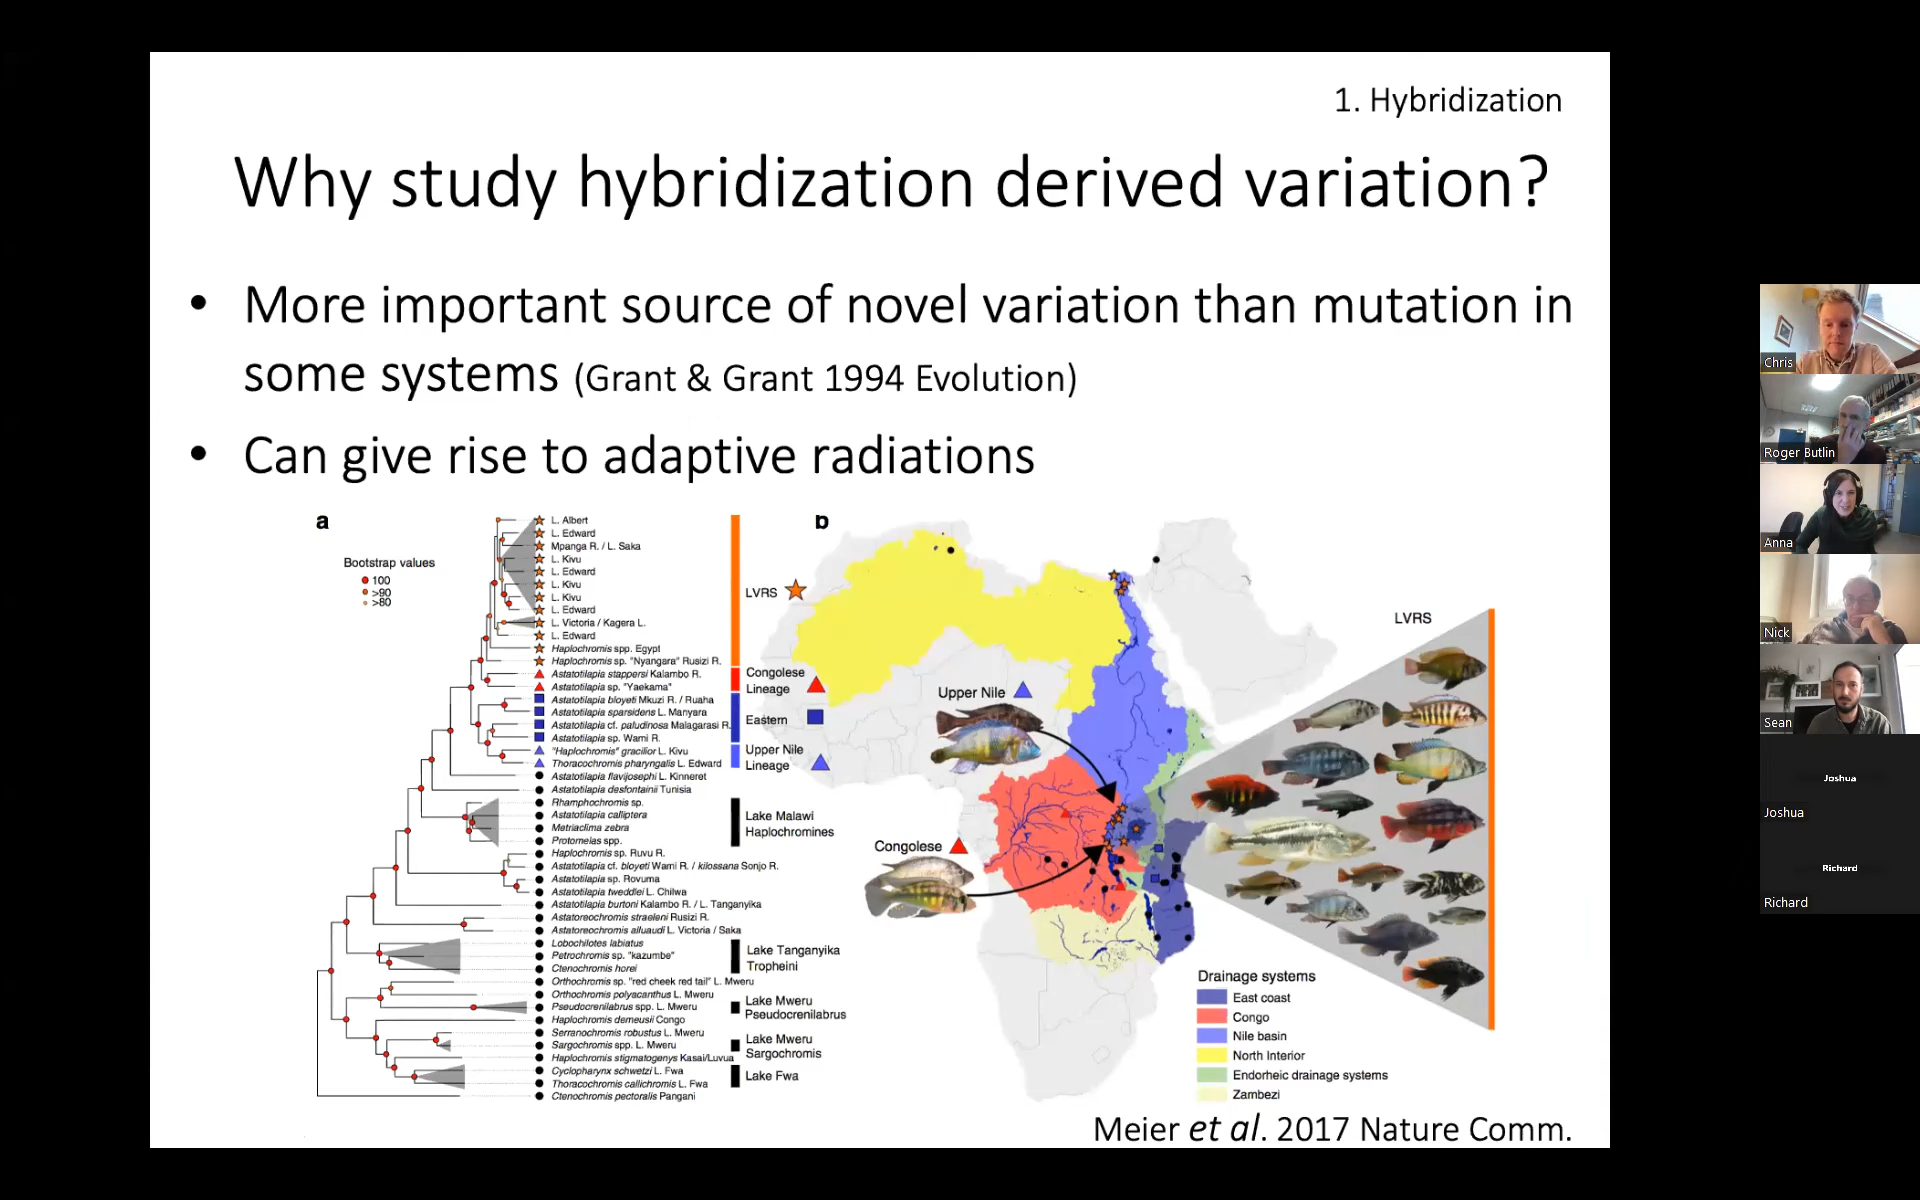 1. Hybridization
Why study hybridization derived variation?
• More important source of novel variation than mutation in
some systems (Grant & Grant 1994 Evolution)
• Can give rise to adaptive radiations
a
Bootstrap values
100
>90
>80
L. Albert
L. Edward
Mpanga R. / L. Saka
L. Kivu
L. Edward
L. Kivu
L. Kivu
L. Edward
L. Victoria / Kagera L.
L. Edward
Haplochromis spp. Egypt
Haplochromis sp. "Nyangara" Rusizi R.
Astatotilapia stappersi Kalambo R.
Astatotilapia sp. "Yaekama"
Astatotilapia bloyeti Mkuzi R. / Ruaha
Astatotilapia sparsidens L. Manyara
Astatotilapia cf. paludinosa Malagarasi R.
Astatotilapia sp. Wami R.
"Haplochromis" gracilior L. Kivu
Thoracochromis pharyngalis L. Edward
Astatotilapia flavijosephi L. Kinneret
Astatotilapia desfontainii Tunisia
Rhamphochromis sp.
Astatotilapia calliptera
Metriaclima zebra
Protomelas spp.
Haplochromis sp. Ruvu R.
Astatotilapia cf. bloyeti Wami R. / kilossana Sonjo R.
Astatotilapia sp. Rovuma
Astatotilapia tweddlei L. Chilwa
Astatotilapia burtoni Kalambo R. / L. Tanganyika
Astatoreochromis straeleni Rusizi R.
Astatoreochromis alluaudi L. Victoria / Saka
Lobochilotes labiatus
Petrochromis sp. "kazumbe"
Ctenochromis horei
Orthochromis sp. "red cheek red tail" L. Mweru
Orthochromis polyacanthus L. Mweru
Pseudocrenilabrus spp. L. Mweru
Haplochromis demeusii Congo
Serranochromis robustus L. Mweru
Sargochromis spp. L. Mweru
Haplochromis stigmatogenys Kasai/Luvua
Cyclopharynx schwetzi L. Fwa
Thoracochromis callichromis L. Fwa
Ctenochromis pectoralis Pangani
LVRS
Congolese
Lineage
Eastern
Upper Nile
Lineage
Lake Malawi
Haplochromines
Lake Tanganyika
Tropheini
Lake Mweru
Pseudocrenilabrus
Lake Mweru
Sargochromis
Lake Fwa
b
Upper Nile
Congolese
LVRS
Drainage systems
East coast
Congo
Nile basin
North Interior
Endorheic drainage systems
Zambezi
Meier et al. 2017 Nature Comm.
Chris
Roger Butlin
Anna
Nick
Sean
Joshua
Joshua
Richard
Richard